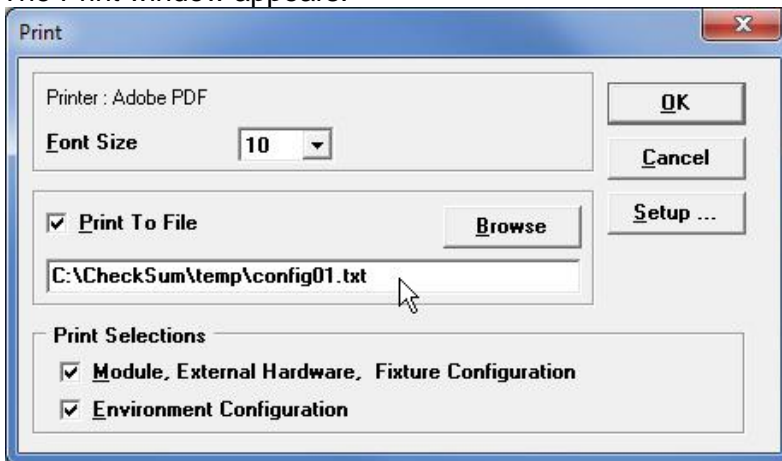 The Print window appears.
Print
Printer : Adobe PDF
OK
Font Size
10
Cancel
Print To File
Browse
Setup ...
C:\CheckSum\temp\config01.txt
Print Selections
Module, External Hardware, Fixture Configuration
Environment Configuration